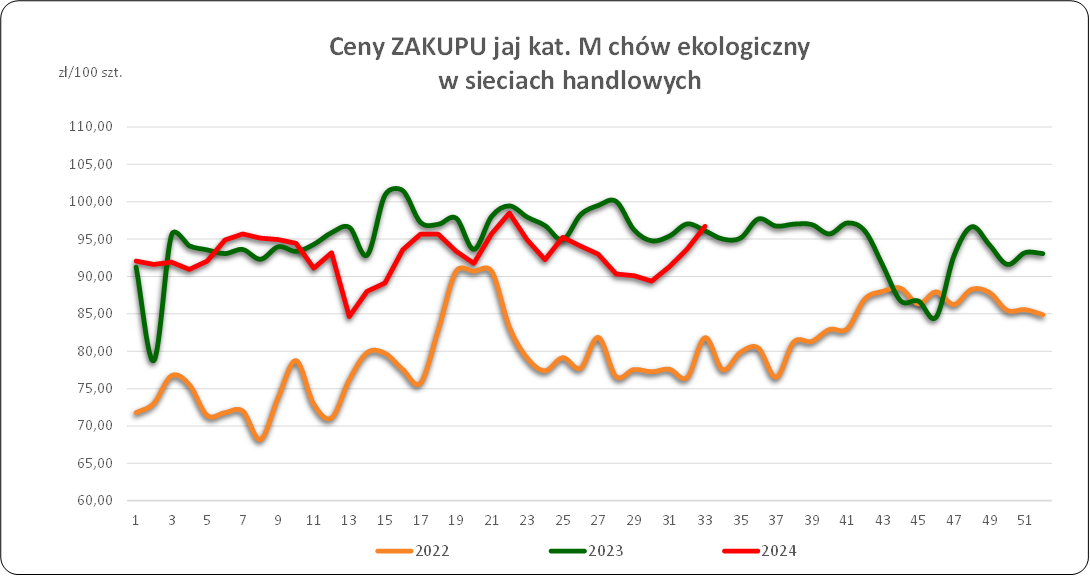 Ceny ZAKUPU jaj kat. M chów ekologiczny
w sieciach handlowych
zł/100 szt.
110,00
105,00
100,00
95,00
90,00
85,00
80,00
75,00
70,00
65,00
60,00
1 3 5 7 9 11 13 15 17 19 21 23 25 27 29 31 33 35 37 39 41 43 45 47 49 51
2022 2023 2024